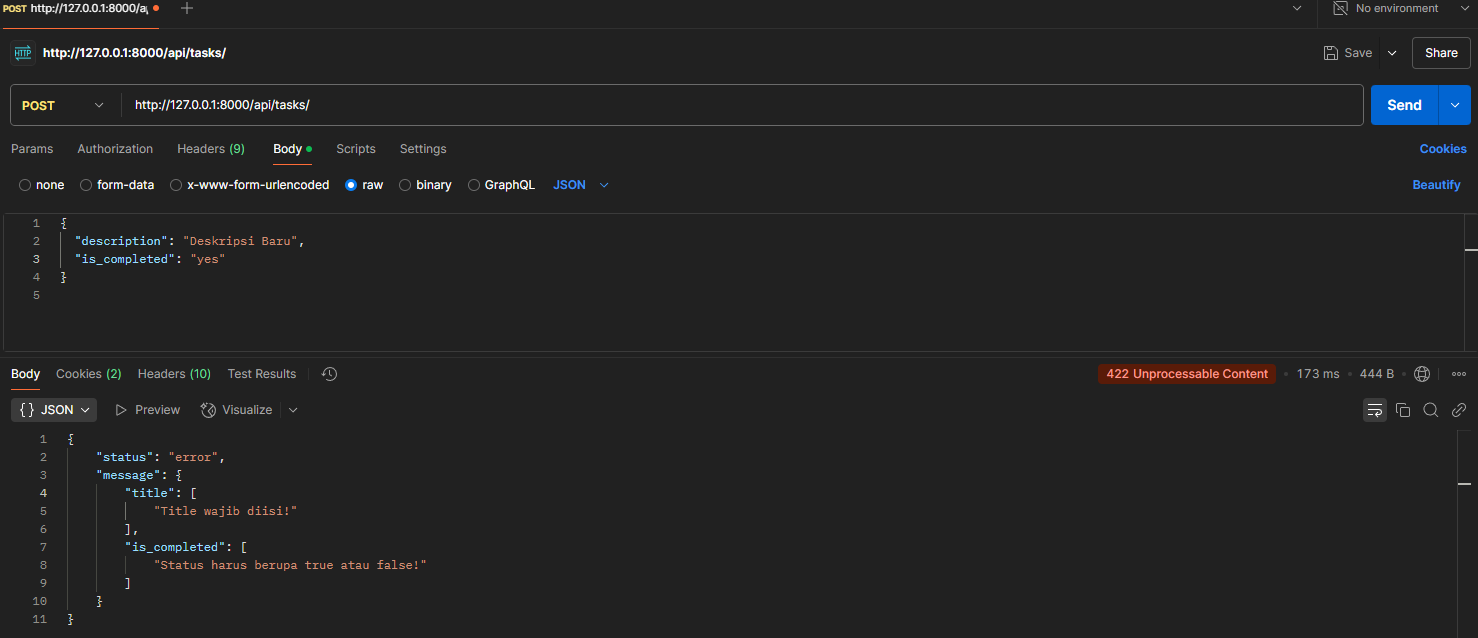 POST http://127.0.0.1:8000/a
No environment
HTTP http://127.0.0.1:8000/api/tasks/
Save
Share
POST http://127.0.0.1:8000/api/tasks/
Send
Params Authorization Headers (9) Body Scripts Settings
Cookies
none form-data x-www-form-urlencoded raw binary GraphQL JSON
Beautify
1 {
2 "description": "Deskripsi Baru",
3 "is_completed": "yes"
4 }
5
Body Cookies (2) Headers (10) Test Results
422 Unprocessable Content • 173 ms • 444 B
{} JSON Preview Visualize
1 {
2 "status": "error",
3 "message": {
4 "title": [
5 "Title wajib diisi!"
6 ],
7 "is_completed": [
8 "Status harus berupa true atau false!"
9 ]
10 }
11 }